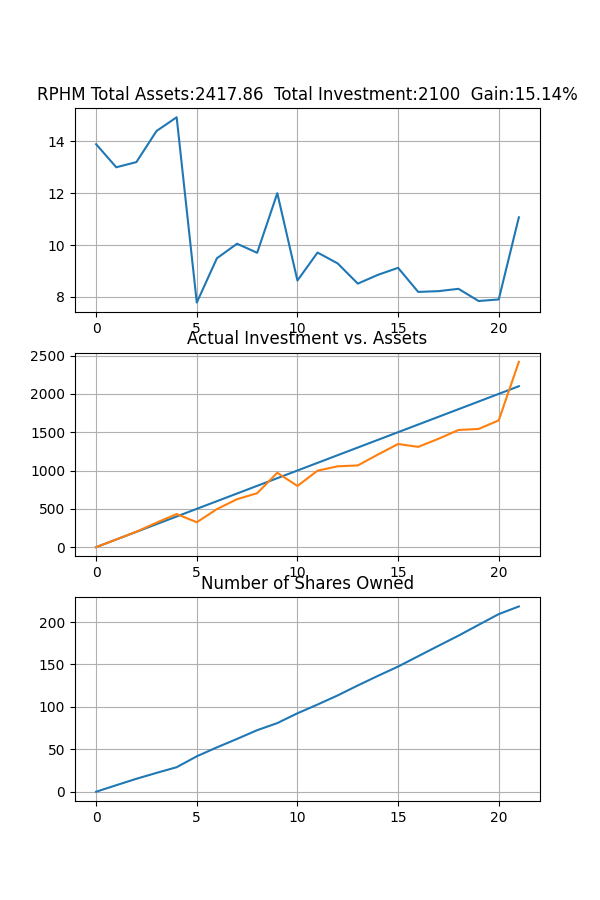 RPHM Total Assets:2417.86  Total Investment:2100  Gain:15.14%
14
12
10
8
0 5 10 15 20
Actual Investment vs. Assets
2500
2000
1500
1000
500
0
0 5 10 15 20
Number of Shares Owned
200
150
100
50
0
0 5 10 15 20